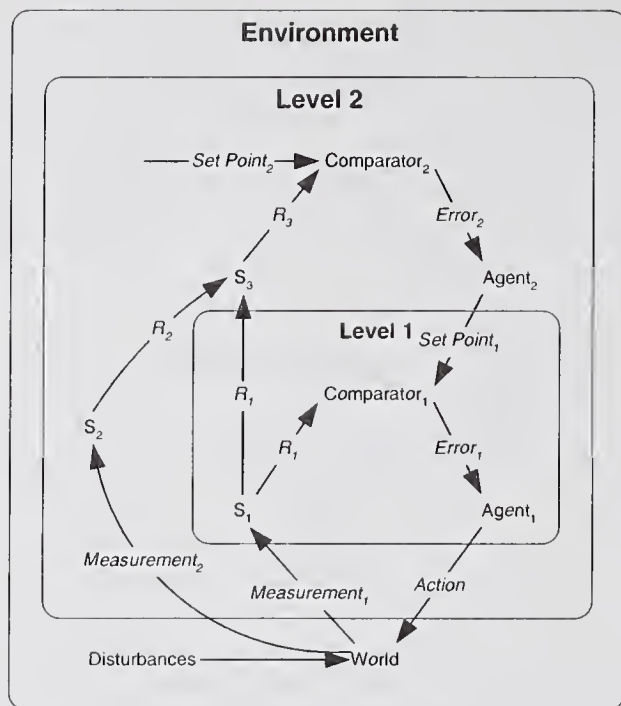 Environment
Level 2
Set Point₂ Comparator₂
R₃ Error₂
S₃ Agent₂
Level 1
R₂ Set Point₁
R₁ Comparator₁
S₂ R₁ Error₁
S₁ Agent₁
Measurement₂ Measurement₁ Action
Disturbances World